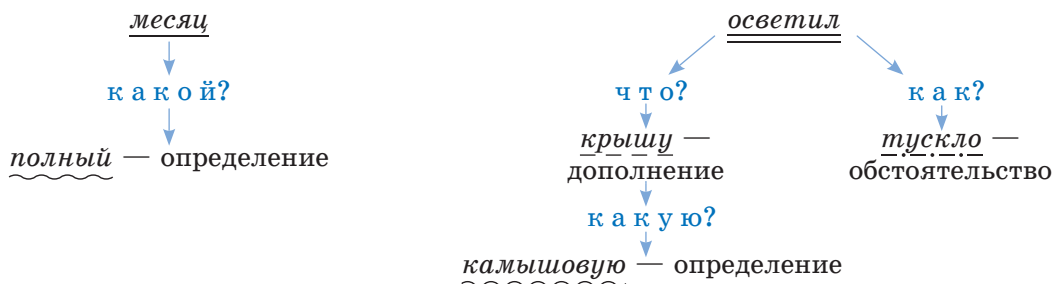 месяц
какой?
полный — определение
осветил
что?
как?
крышу —
дополнение
тускло —
обстоятельство
какую?
камышовую — определение